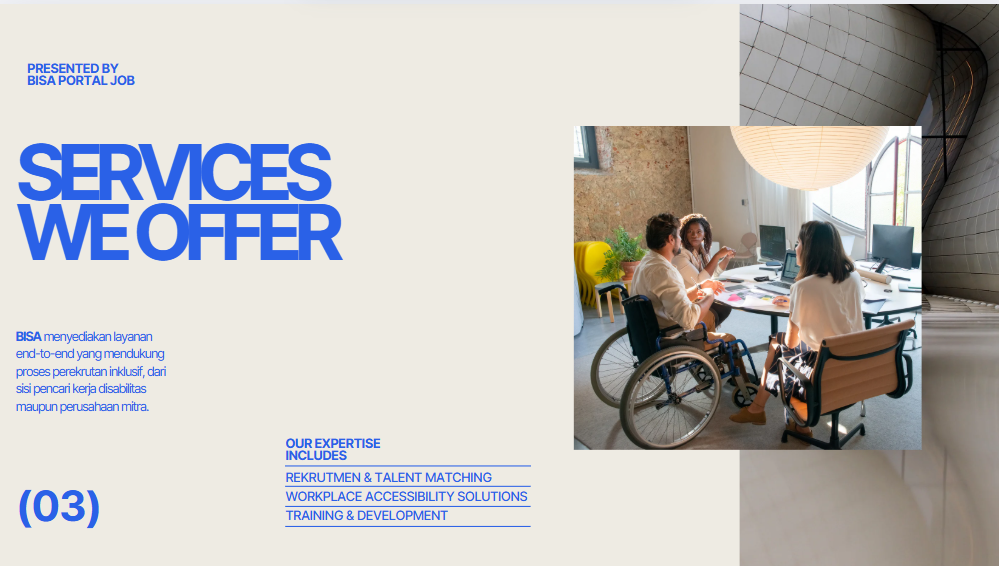 PRESENTED BY
BISA PORTAL JOB
SERVICES
WE OFFER
BISA menyediakan layanan
end-to-end yang mendukung
proses perekrutan inklusif, dari
sisi pencari kerja disabilitas
maupun perusahaan mitra.
(03)
OUR EXPERTISE
INCLUDES
REKRUTMEN & TALENT MATCHING
WORKPLACE ACCESSIBILITY SOLUTIONS
TRAINING & DEVELOPMENT